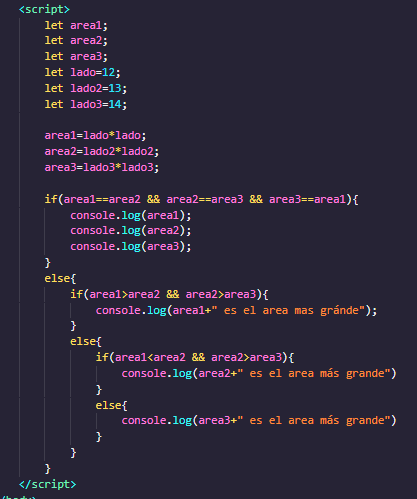 <script>
let area1;
let area2;
let area3;
let lado=12;
let lado2=13;
let lado3=14;
area1=lado*lado;
area2=lado2*lado2;
area3=lado3*lado3;
if(area1==area2 && area2==area3 && area3==area1){
console.log(area1);
console.log(area2);
console.log(area3);
}
else{
if(area1>area2 && area2>area3){
console.log(area1+" es el area mas gránde");
}
else{
if(area1<area2 && area2>area3){
console.log(area2+" es el area más grande")
}
else{
console.log(area3+" es el area más grande")
}
}
}
</script>